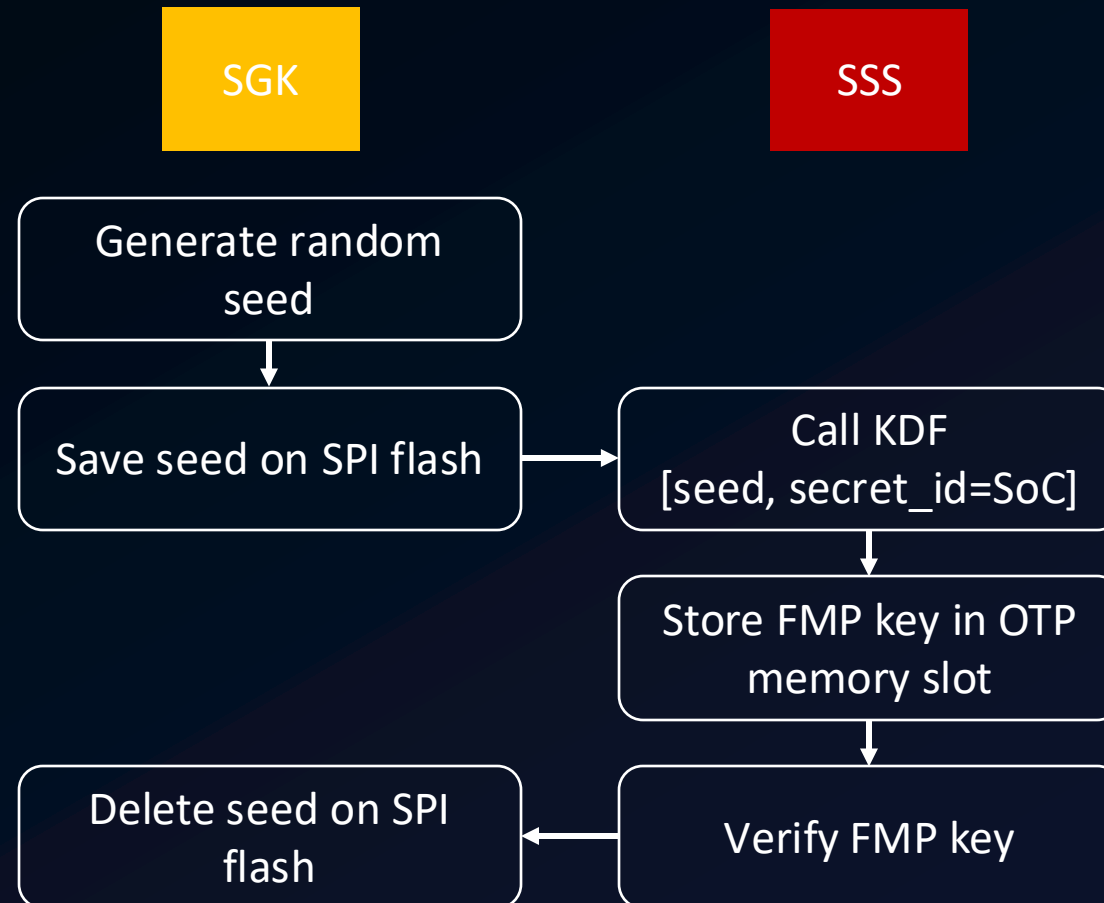 SGK
SSS
Generate random
seed
Save seed on SPI flash
Call KDF
[seed, secret_id=SoC]
Store FMP key in OTP
memory slot
Verify FMP key
Delete seed on SPI
flash